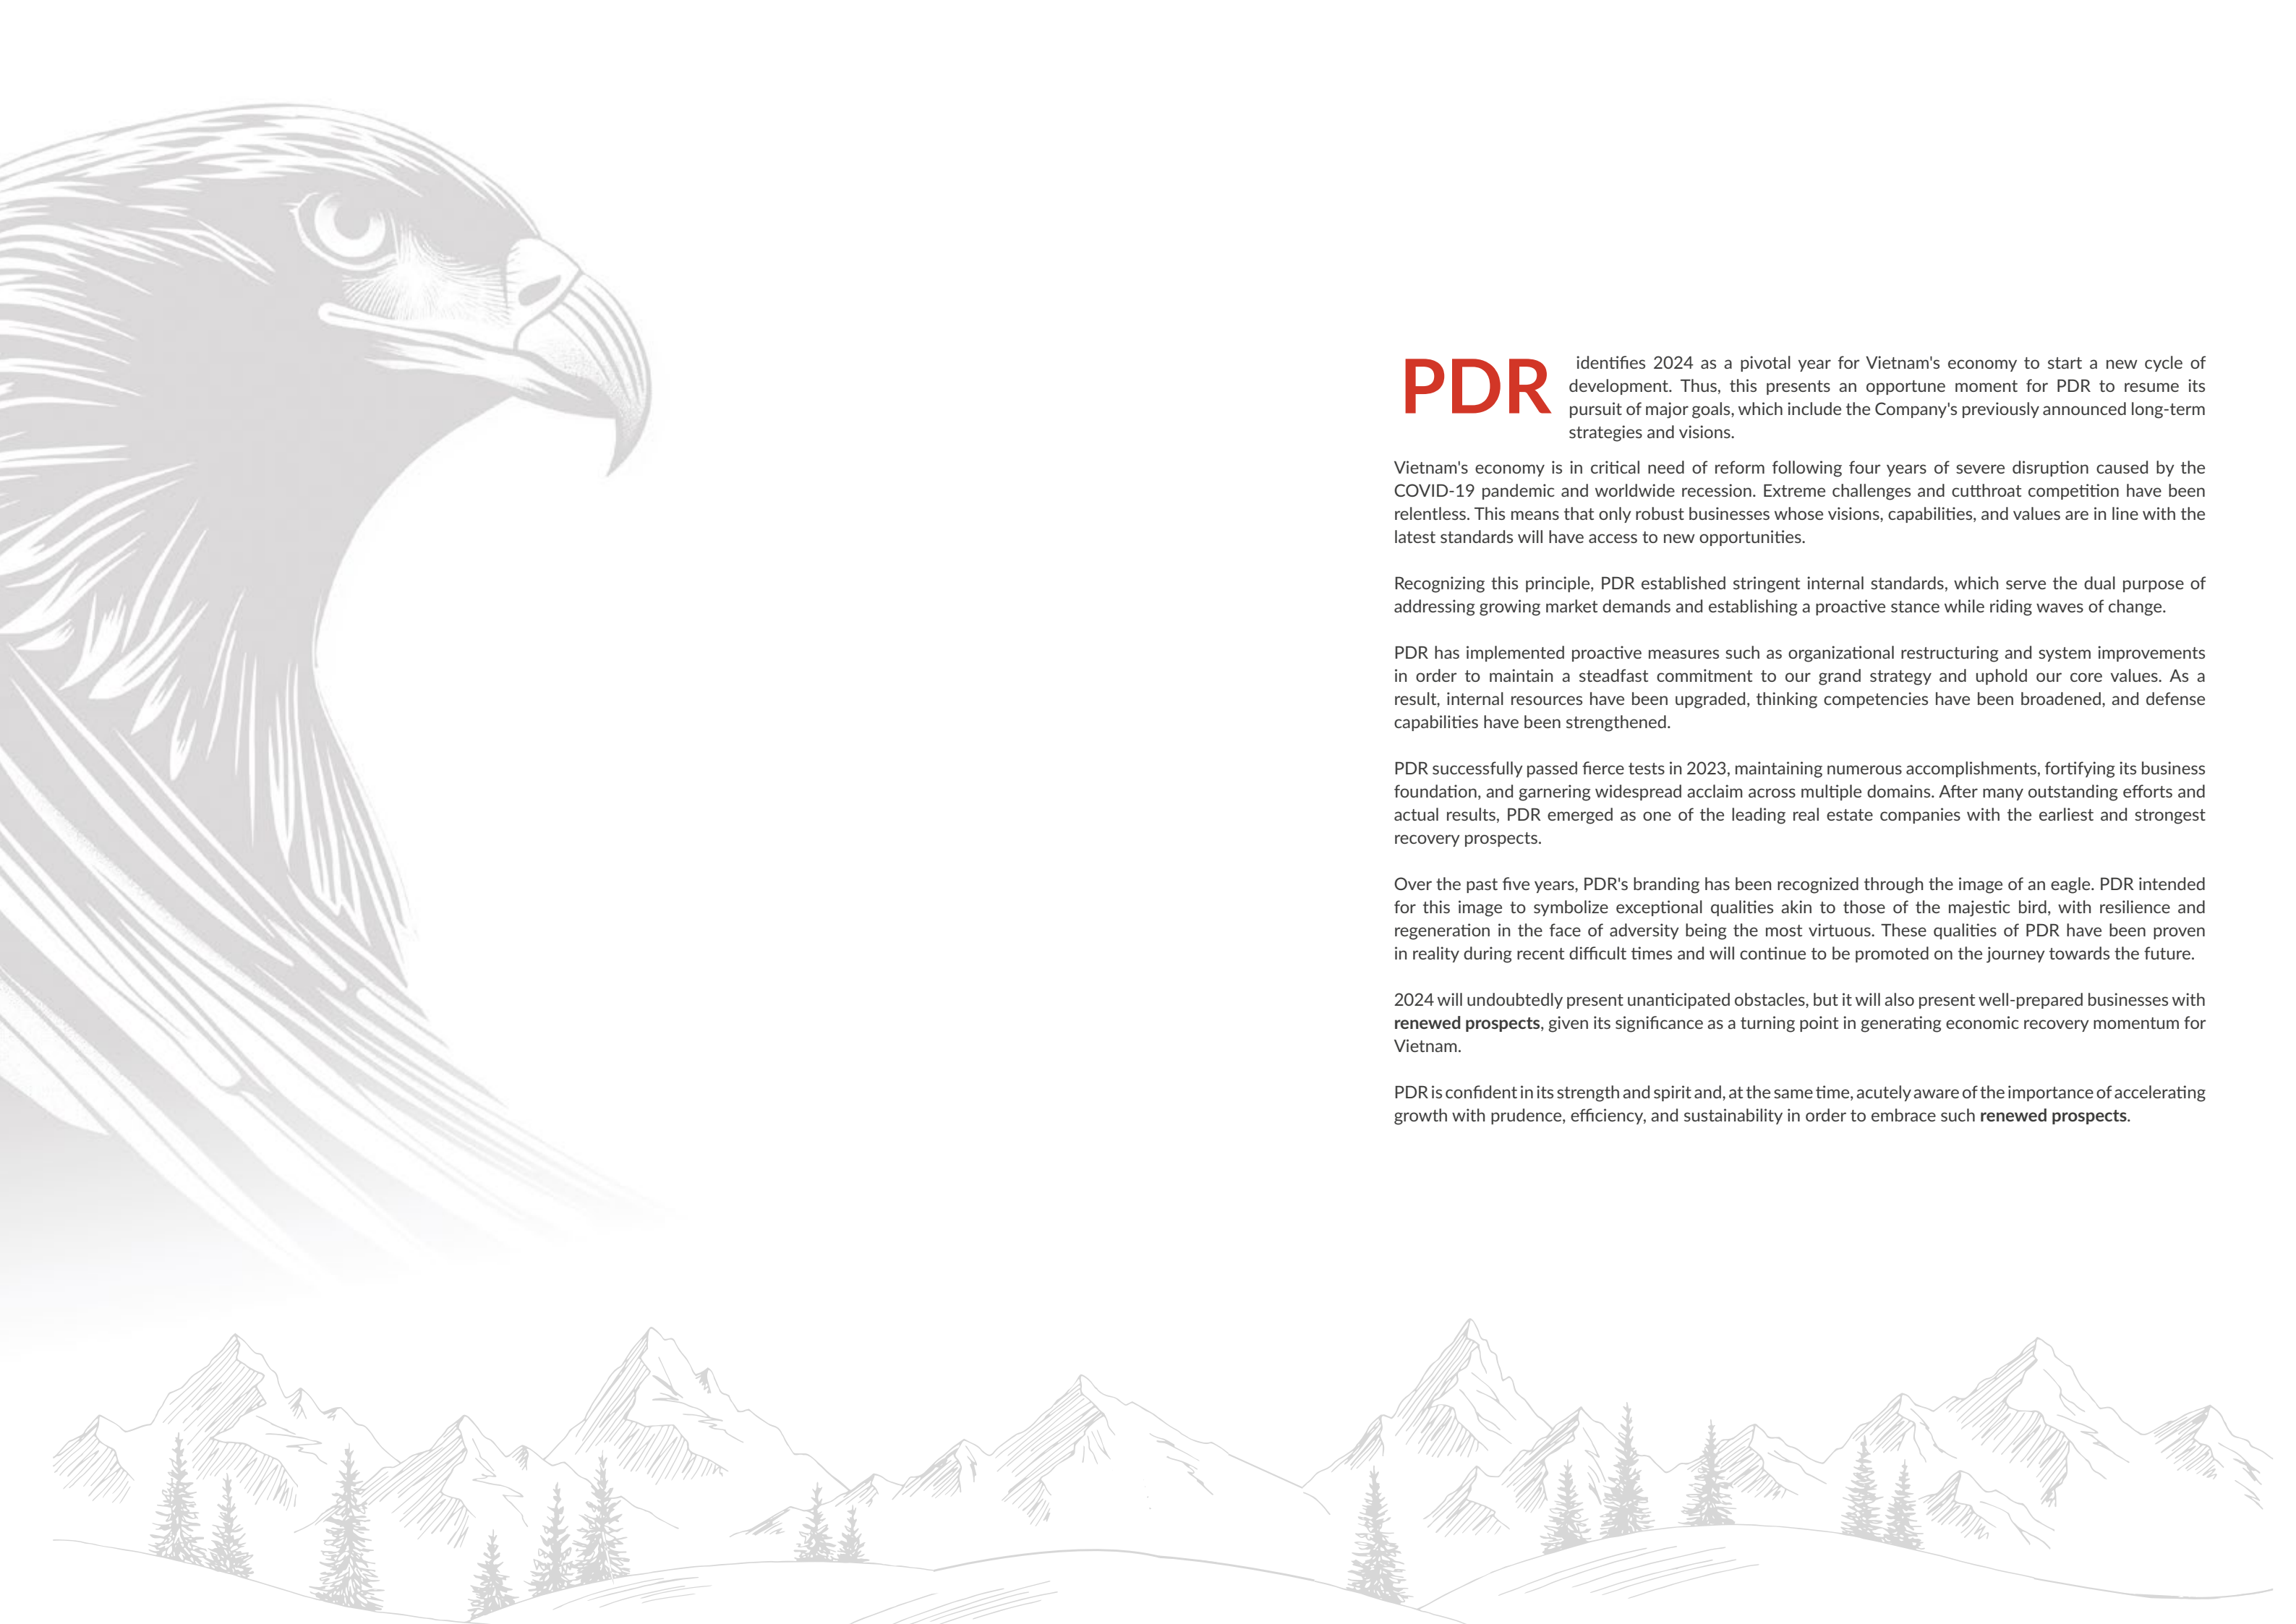 PDR identifies 2024 as a pivotal year for Vietnam's economy to start a new cycle of
development. Thus, this presents an opportune moment for PDR to resume its
pursuit of major goals, which include the Company's previously announced long-term
strategies and visions.
Vietnam's economy is in critical need of reform following four years of severe disruption caused by the
COVID-19 pandemic and worldwide recession. Extreme challenges and cutthroat competition have been
relentless. This means that only robust businesses whose visions, capabilities, and values are in line with the
latest standards will have access to new opportunities.
Recognizing this principle, PDR established stringent internal standards, which serve the dual purpose of
addressing growing market demands and establishing a proactive stance while riding waves of change.
PDR has implemented proactive measures such as organizational restructuring and system improvements
in order to maintain a steadfast commitment to our grand strategy and uphold our core values. As a
result, internal resources have been upgraded, thinking competencies have been broadened, and defense
capabilities have been strengthened.
PDR successfully passed fierce tests in 2023, maintaining numerous accomplishments, fortifying its business
foundation, and garnering widespread acclaim across multiple domains. After many outstanding efforts and
actual results, PDR emerged as one of the leading real estate companies with the earliest and strongest
recovery prospects.
Over the past five years, PDR's branding has been recognized through the image of an eagle. PDR intended
for this image to symbolize exceptional qualities akin to those of the majestic bird, with resilience and
regeneration in the face of adversity being the most virtuous. These qualities of PDR have been proven
in reality during recent difficult times and will continue to be promoted on the journey towards the future.
2024 will undoubtedly present unanticipated obstacles, but it will also present well-prepared businesses with
renewed prospects, given its significance as a turning point in generating economic recovery momentum for
Vietnam.
PDR is confident in its strength and spirit and, at the same time, acutely aware of the importance of accelerating
growth with prudence, efficiency, and sustainability in order to embrace such renewed prospects.